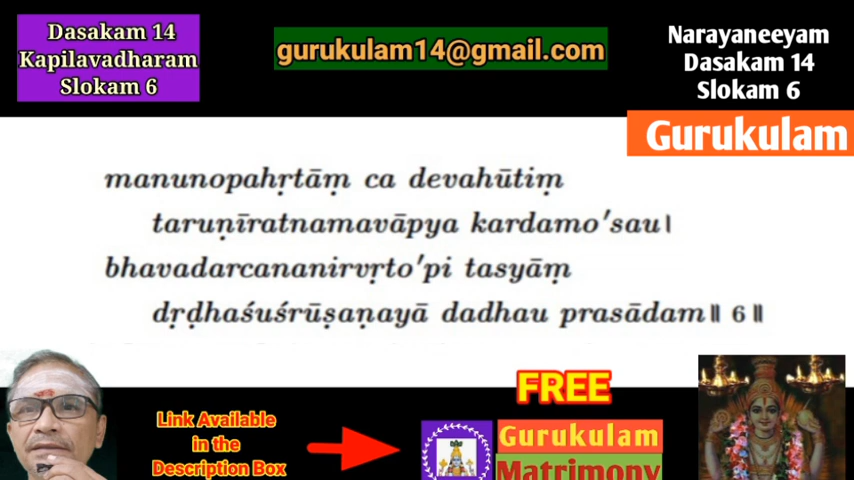 Dasakam 14
Kapilavadharam
Slokam 6
gurukulam14@gmail.com
Narayaneeyam
Dasakam 14
Slokam 6
Gurukulam
manunopahṛtāṃ ca devahūtiṃ
taruṇīratnamavāpya kardamo'sau।
bhavadarcananirvṛto'pi tasyāṃ
dṛḍhaśuśrūṣaṇayā dadhau prasādam॥ 6॥
FREE
Link Available
in the
Description Box
Gurukulam
Matrimony